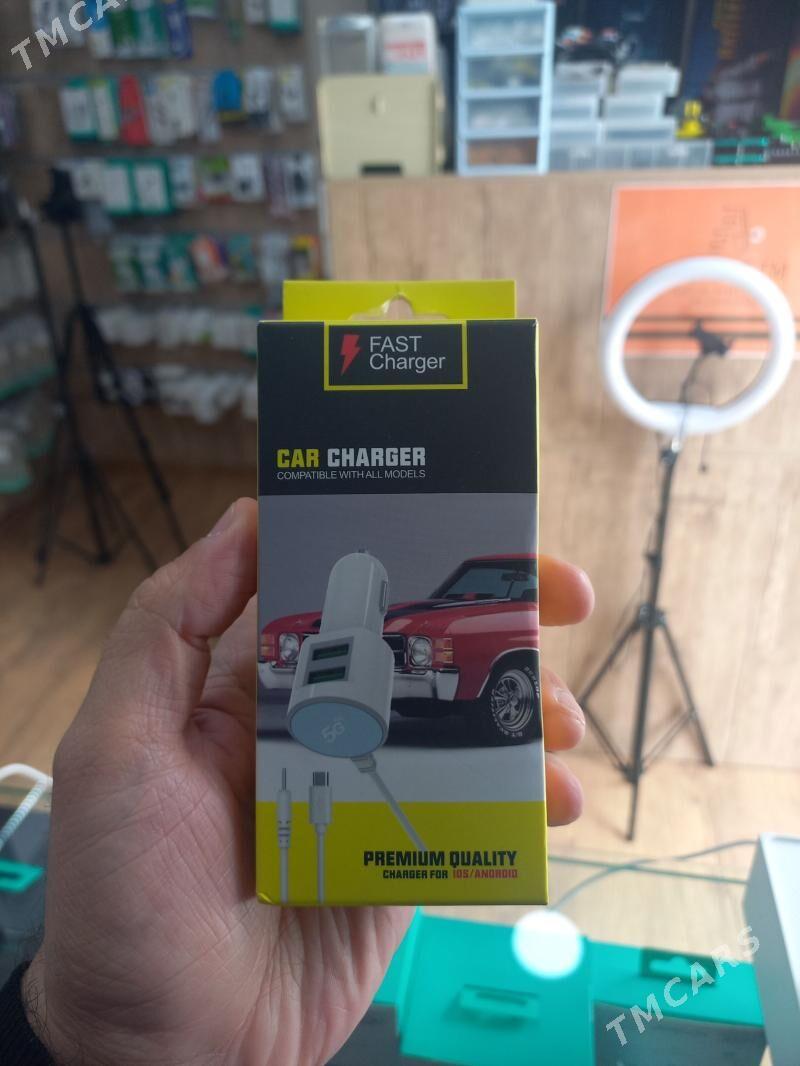 TMCARS
FAST
Charger
CAR CHARGER
COMPATIBLE WITH ALL MODELS
5G
PREMIUM QUALITY
CHARGER FOR IOS/ANDROID
TMCARS